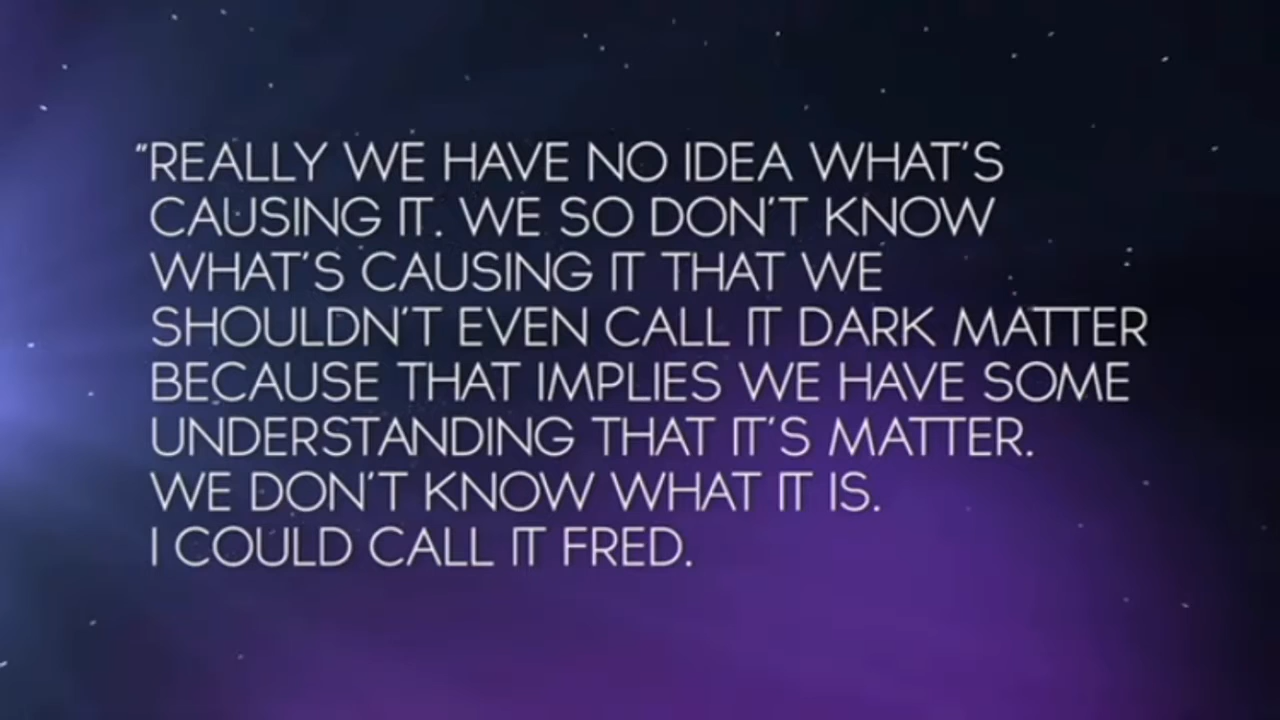 "REALLY WE HAVE NO IDEA WHAT'S
CAUSING IT. WE SO DON'T KNOW
WHAT'S CAUSING IT THAT WE
SHOULDN'T EVEN CALL IT DARK MATTER
BECAUSE THAT IMPLIES WE HAVE SOME
UNDERSTANDING THAT IT'S MATTER.
WE DON'T KNOW WHAT IT IS.
I COULD CALL IT FRED.